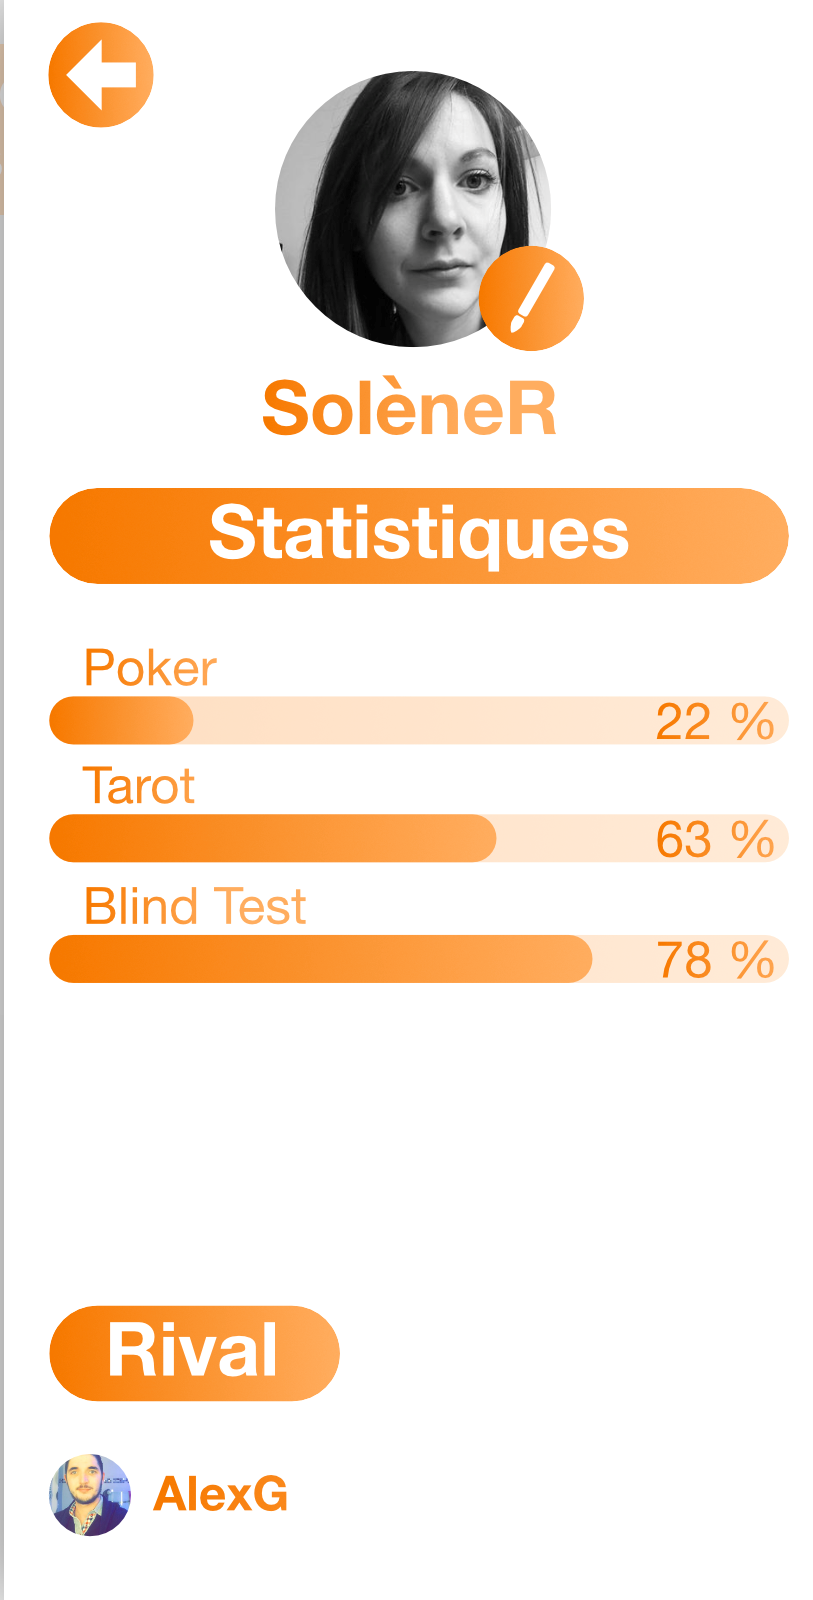 SolèneR
Statistiques
Poker
22 %
Tarot
63 %
Blind Test
78 %
Rival
AlexG